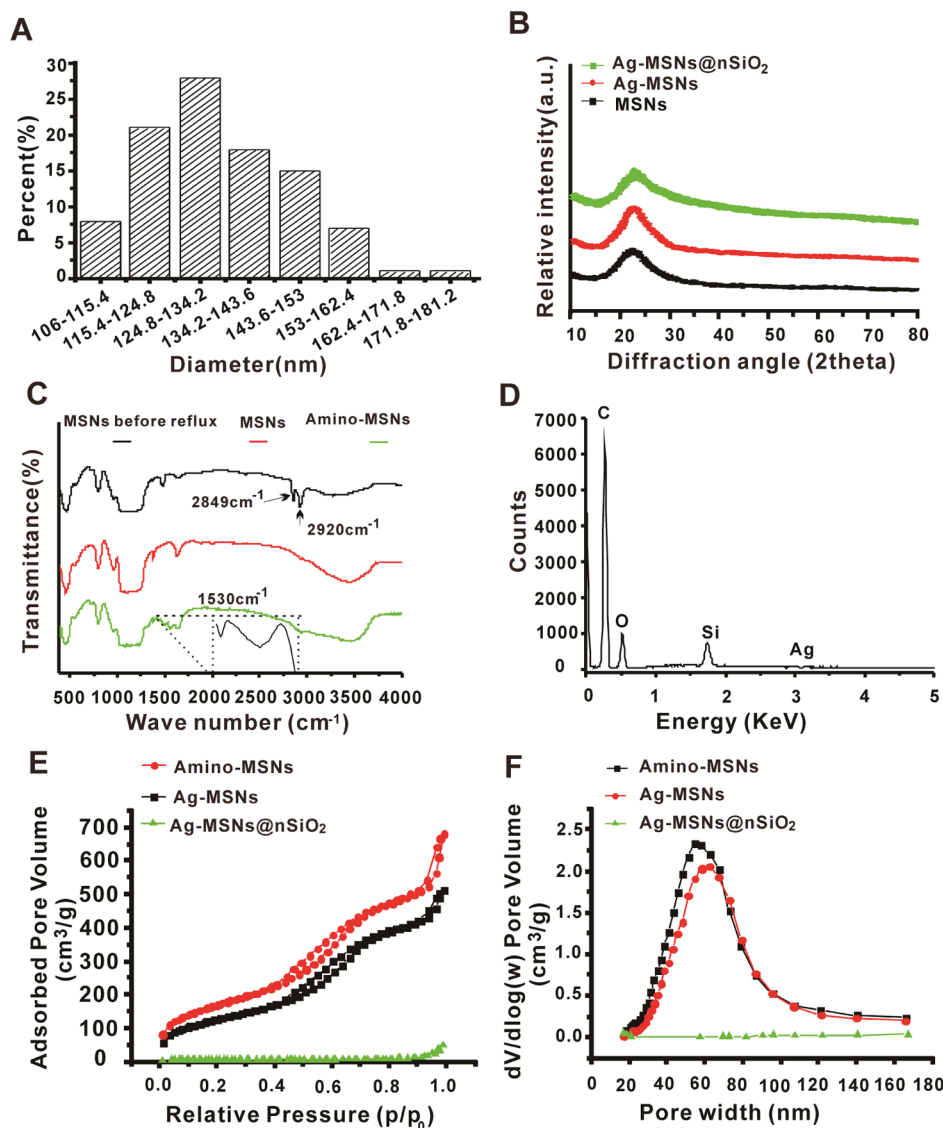 A
30
25
20
15
10
5
0
Percent(%)
106-115.4
115.4-124.8
124.8-134.2
134.2-143.6
143.6-153
153-162.4
162.4-171.8
171.8-181.2
Diameter(nm)
B
Ag-MSNs@nSiO₂
Ag-MSNs
MSNs
Relative intensity(a.u.)
10 20 30 40 50 60 70 80
Diffraction angle (2theta)
C
MSNs before reflux MSNs Amino-MSNs
2849cm⁻¹
2920cm⁻¹
1530cm⁻¹
Transmittance(%)
500 1000 1500 2000 2500 3000 3500 4000
Wave number (cm⁻¹)
D
7000
6000
5000
4000
3000
2000
1000
0
Counts
C
O
Si
Ag
0 1 2 3 4 5
Energy (KeV)
E
Amino-MSNs
Ag-MSNs
Ag-MSNs@nSiO₂
700
600
500
400
300
200
100
0
Adsorbed Pore Volume
(cm³/g)
0.0 0.2 0.4 0.6 0.8 1.0
Relative Pressure (p/p₀)
F
Amino-MSNs
Ag-MSNs
Ag-MSNs@nSiO₂
2.5
2.0
1.5
1.0
0.5
0.0
dV/dlog(w) Pore Volume
(cm³/g)
0 20 40 60 80 100 120 140 160 180
Pore width (nm)